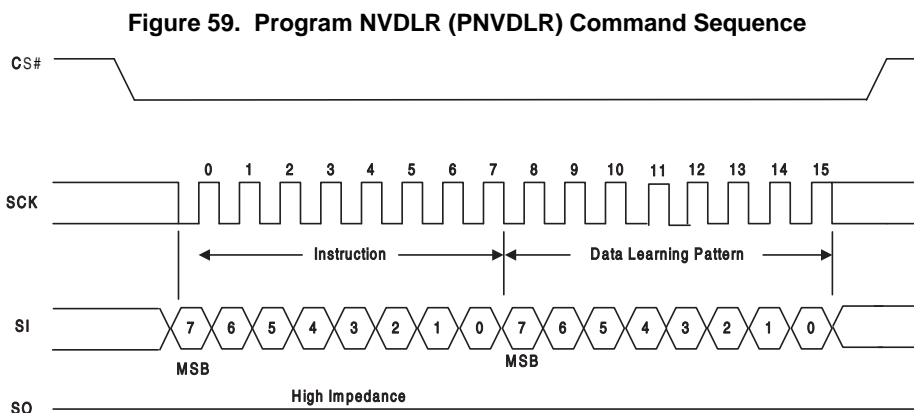 Figure 59. Program NVDLR (PNVDLR) Command Sequence
CS#
0 1 2 3 4 5 6 7 8 9 10 11 12 13 14 15
SCK
Instruction Data Learning Pattern
SI 7 6 5 4 3 2 1 0 7 6 5 4 3 2 1 0
MSB MSB
High Impedance
SO